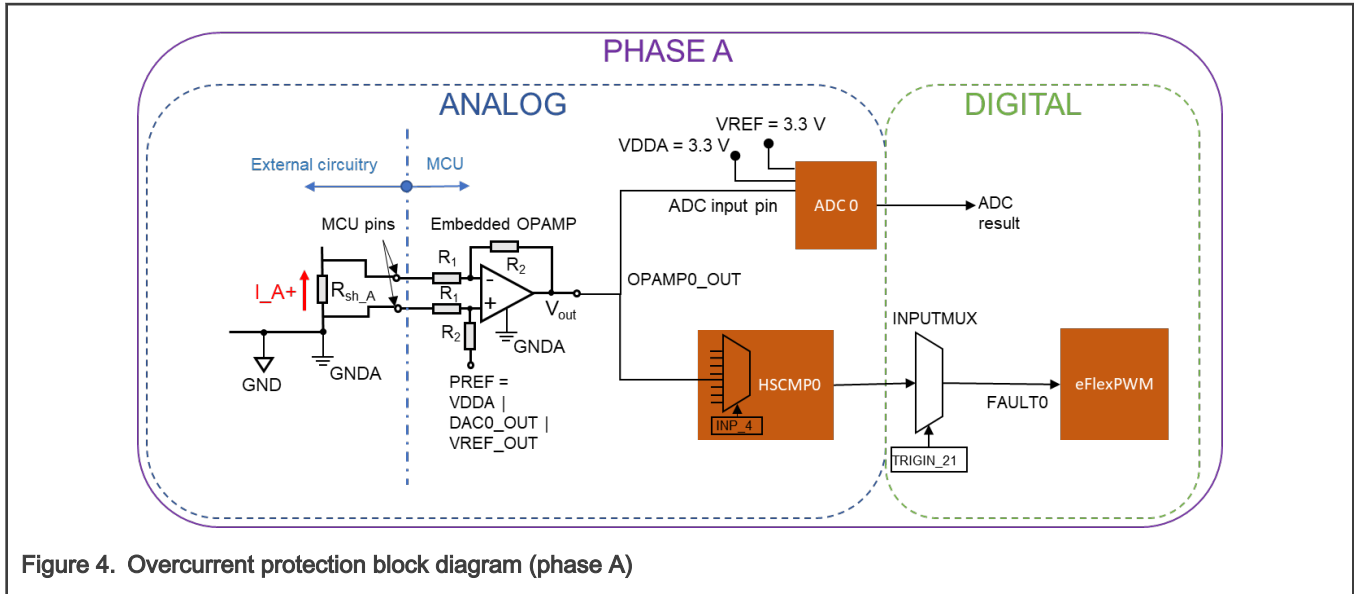 PHASE A
ANALOG
DIGITAL
External circuitry
MCU
VREF = 3.3 V
VDDA = 3.3 V
ADC input pin
ADC 0
ADC
result
MCU pins
Embedded OPAMP
R1
R2
I_A+
Rsh_A
R1
R2
-
+
Vout
OPAMP0_OUT
GNDA
GND
GNDA
PREF =
VDDA |
DAC0_OUT |
VREF_OUT
HSCMP0
INP_4
INPUTMUX
FAULT0
eFlexPWM
TRIGIN_21
Figure 4. Overcurrent protection block diagram (phase A)